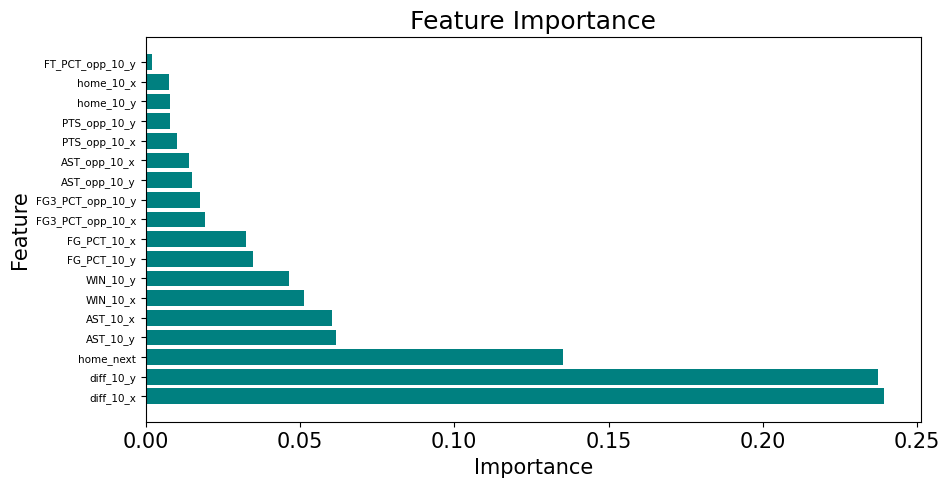 Feature Importance
FT_PCT_opp_10_y
home_10_x
home_10_y
PTS_opp_10_y
PTS_opp_10_x
AST_opp_10_x
AST_opp_10_y
FG3_PCT_opp_10_y
FG3_PCT_opp_10_x
FG_PCT_10_x
FG_PCT_10_y
WIN_10_y
WIN_10_x
AST_10_x
AST_10_y
home_next
diff_10_y
diff_10_x
Feature
0.00 0.05 0.10 0.15 0.20 0.25
Importance